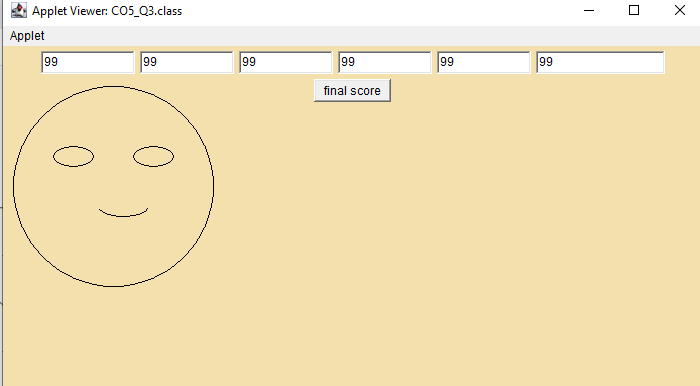 Applet Viewer: CO5_Q3.class
Applet
99 99 99 99 99 99
final score